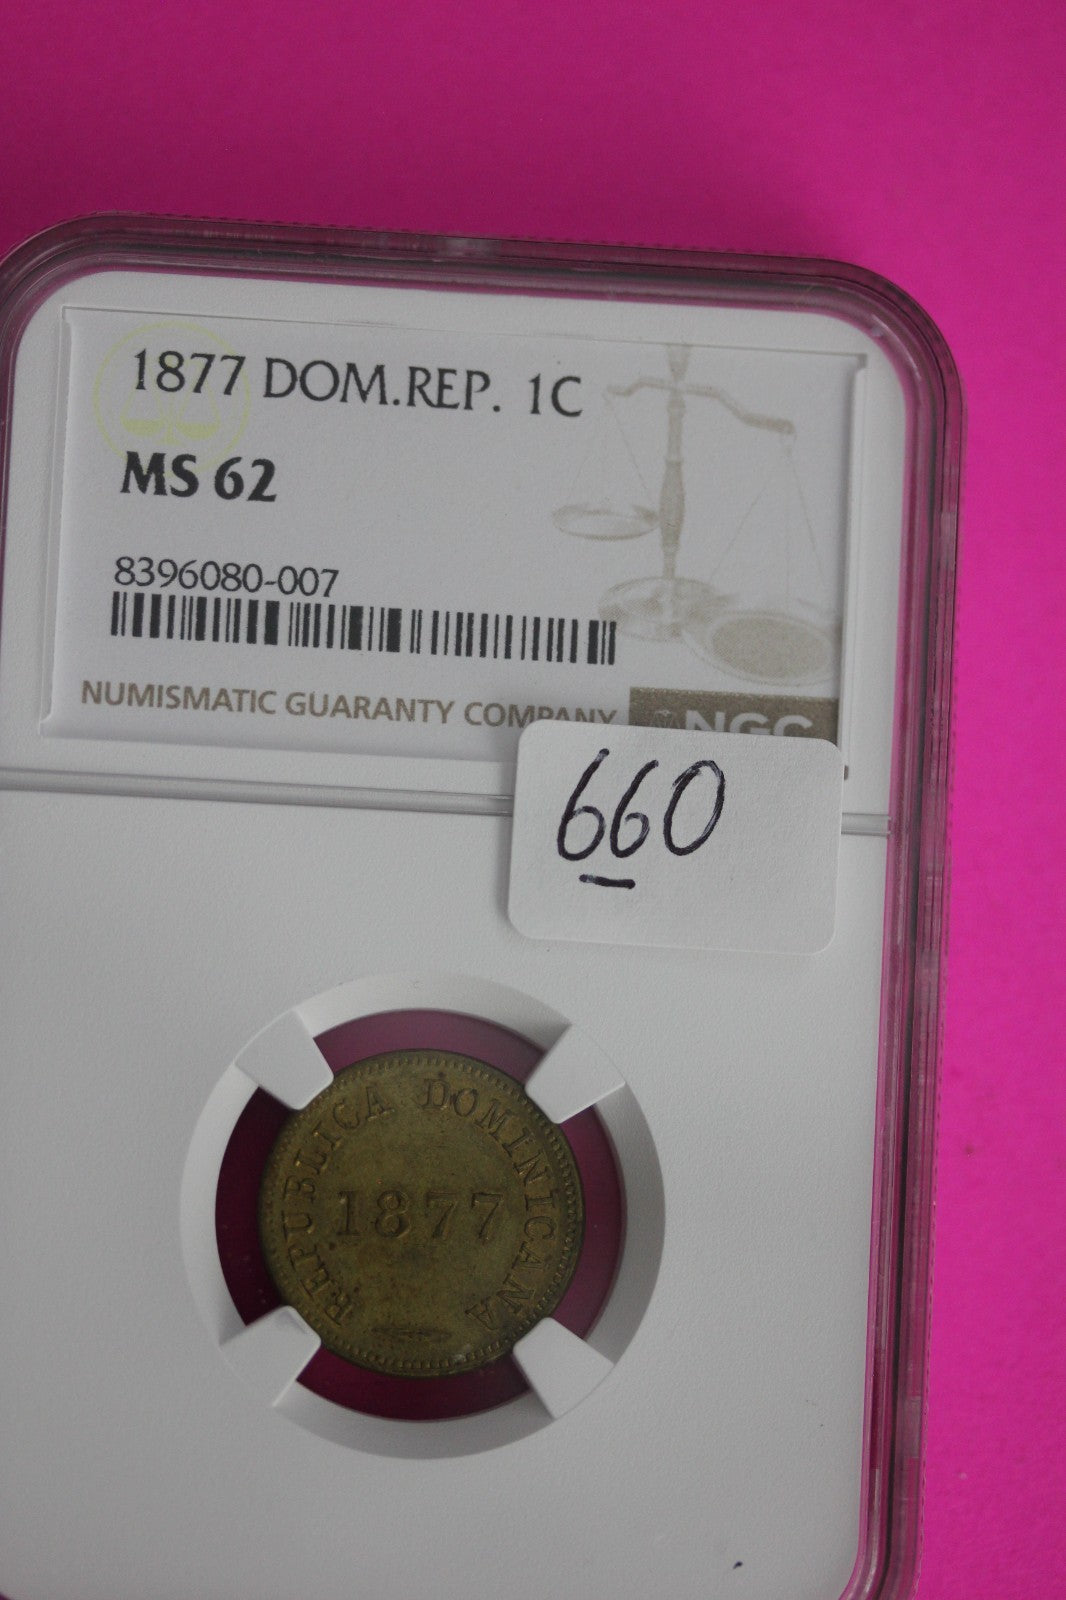 1877 DOM.REP. 1C
MS 62
8396080-007
NUMISMATIC GUARANTY COMPANY NGC
660
REPUBLICA DOMINICANA
1877